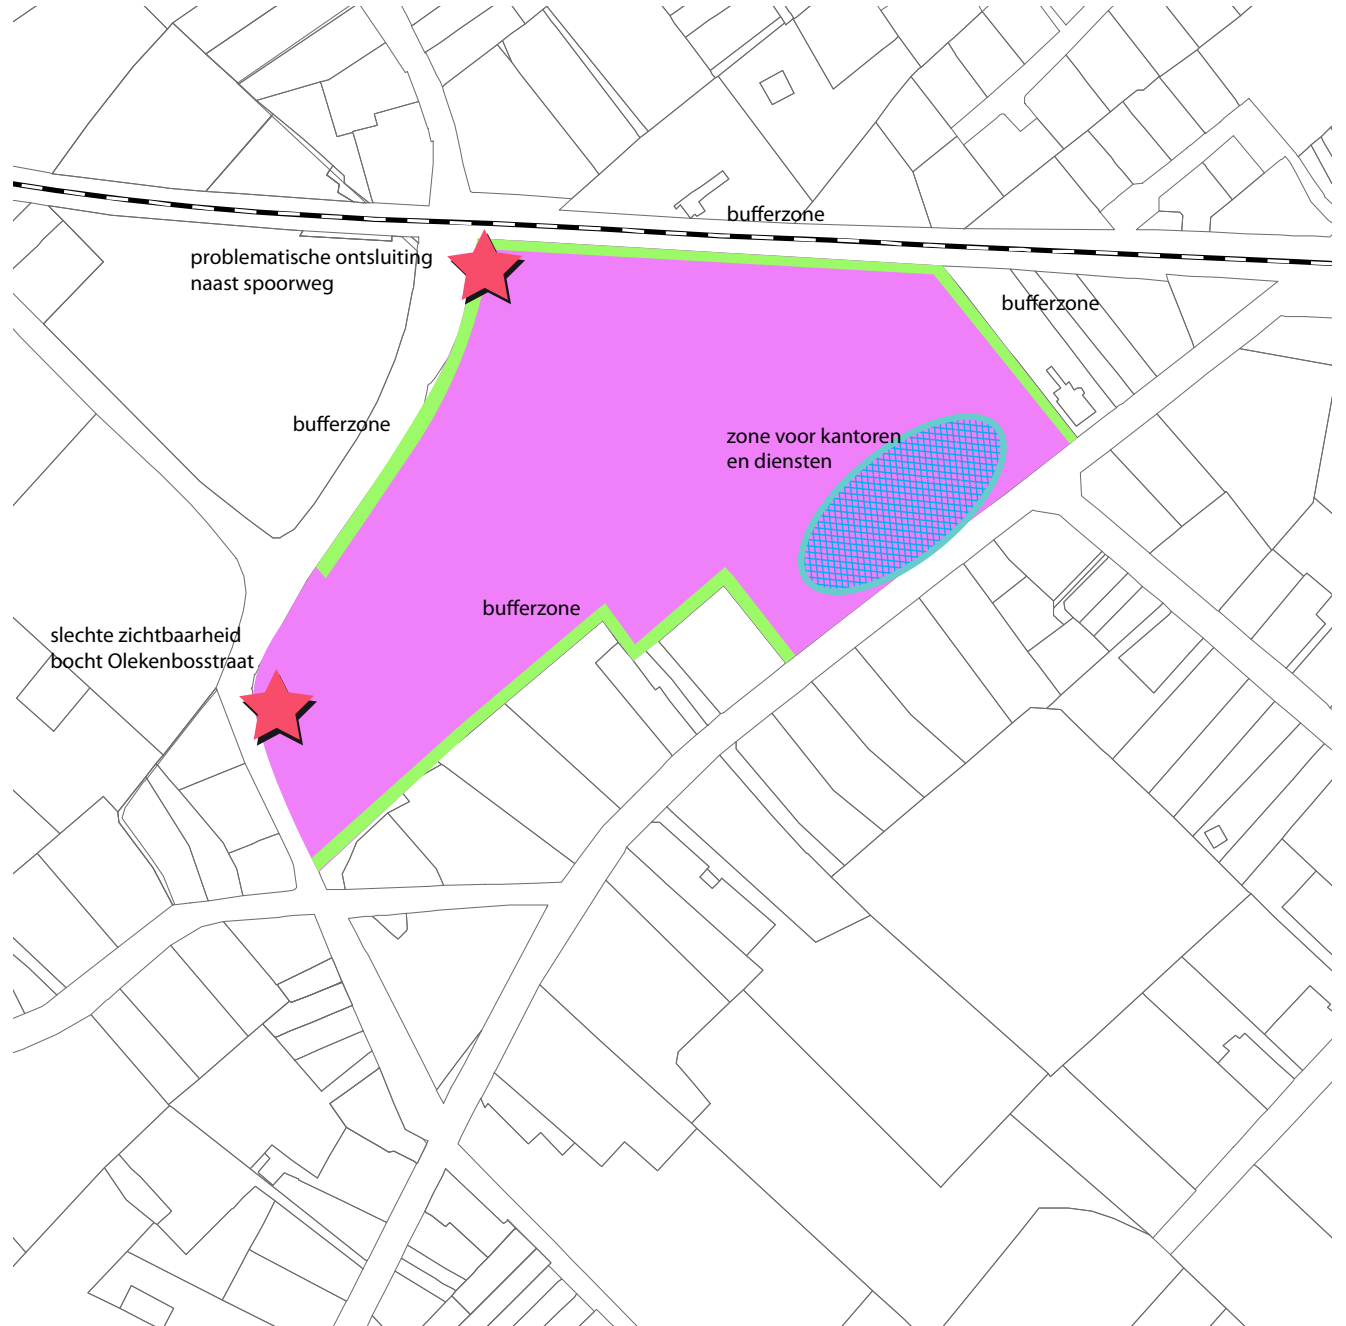 bufferzone
problematische ontsluiting
naast spoorweg
bufferzone
bufferzone
zone voor kantoren
en diensten
bufferzone
slechte zichtbaarheid
bocht Olekenbosstraat